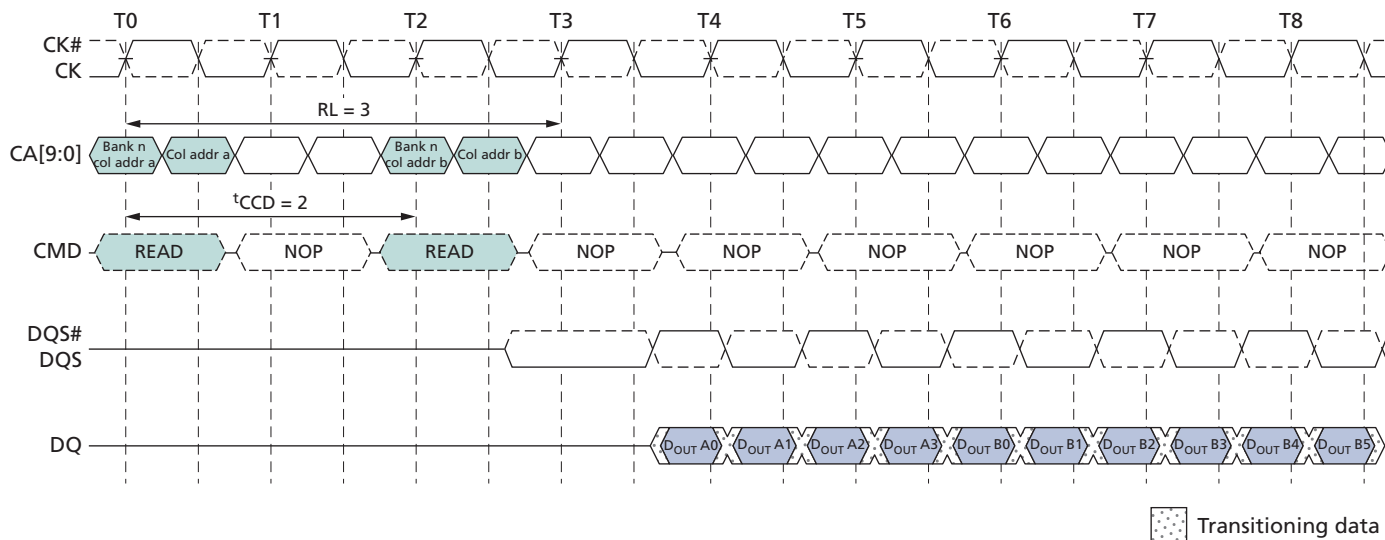 T0 T1 T2 T3 T4 T5 T6 T7 T8
CK#
CK
RL = 3
CA[9:0]
Bank n
col addr a
Col addr a
Bank n
col addr b
Col addr b
tCCD = 2
CMD READ NOP READ NOP NOP NOP NOP NOP NOP
DQS#
DQS
DQ DOUT A0 DOUT A1 DOUT A2 DOUT A3 DOUT B0 DOUT B1 DOUT B2 DOUT B3 DOUT B4 DOUT B5
Transitioning data